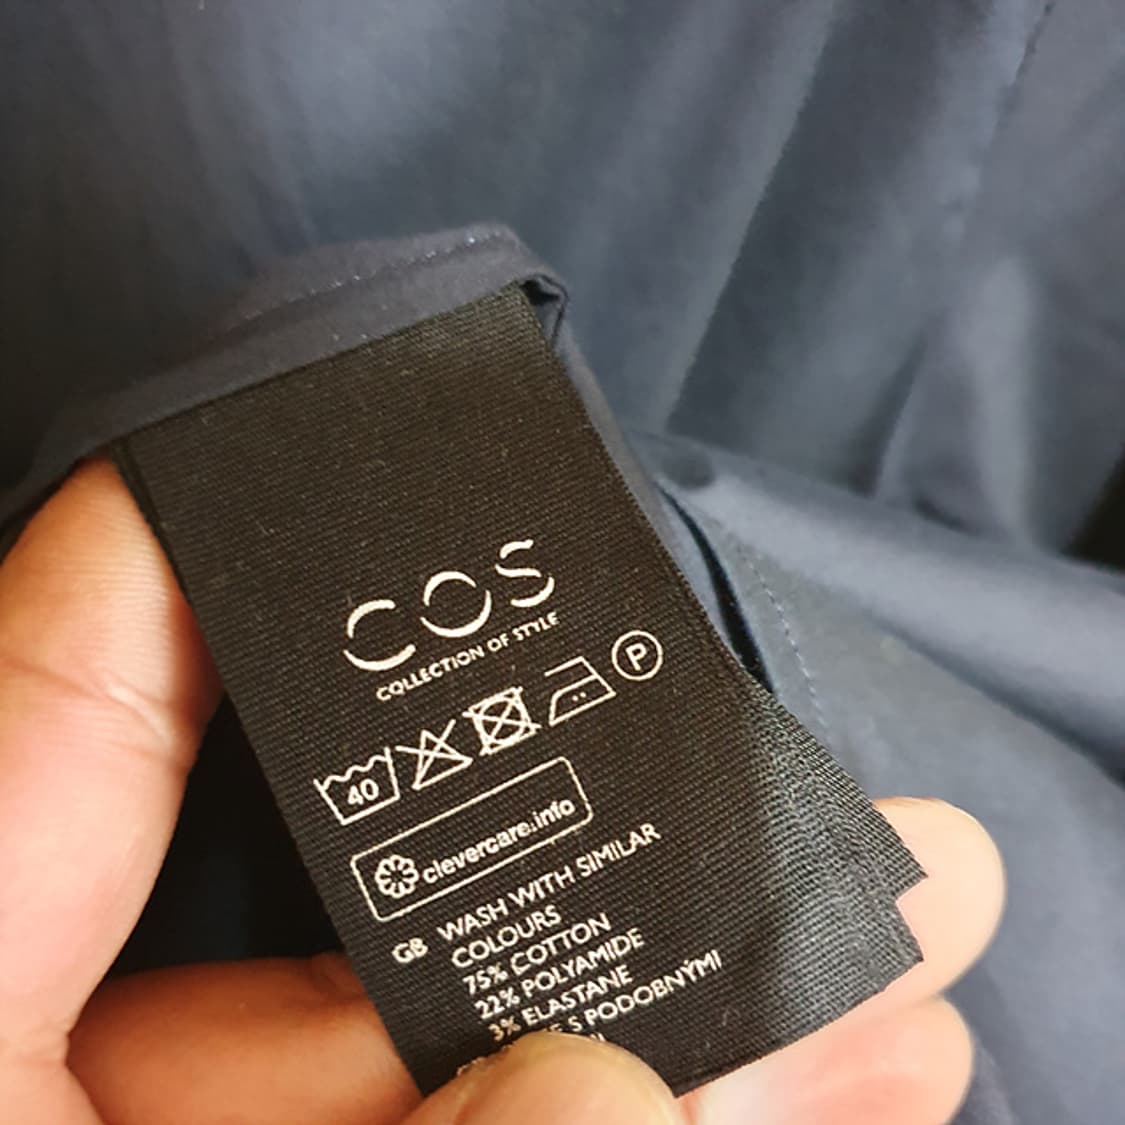 COS
COLLECTION OF STYLE
P
40
clevercare.info
GB WASH WITH SIMILAR
COLOURS
75% COTTON
22% POLYAMIDE
3% ELASTANE
S PODOBNÝMI